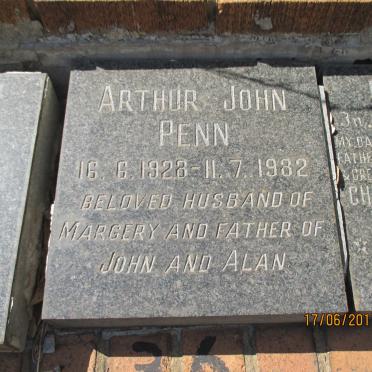 ARTHUR JOHN
PENN
16. 6. 1928 - 11. 7. 1982
BELOVED HUSBAND OF
MARGERY AND FATHER OF
JOHN AND ALAN
17/06/201